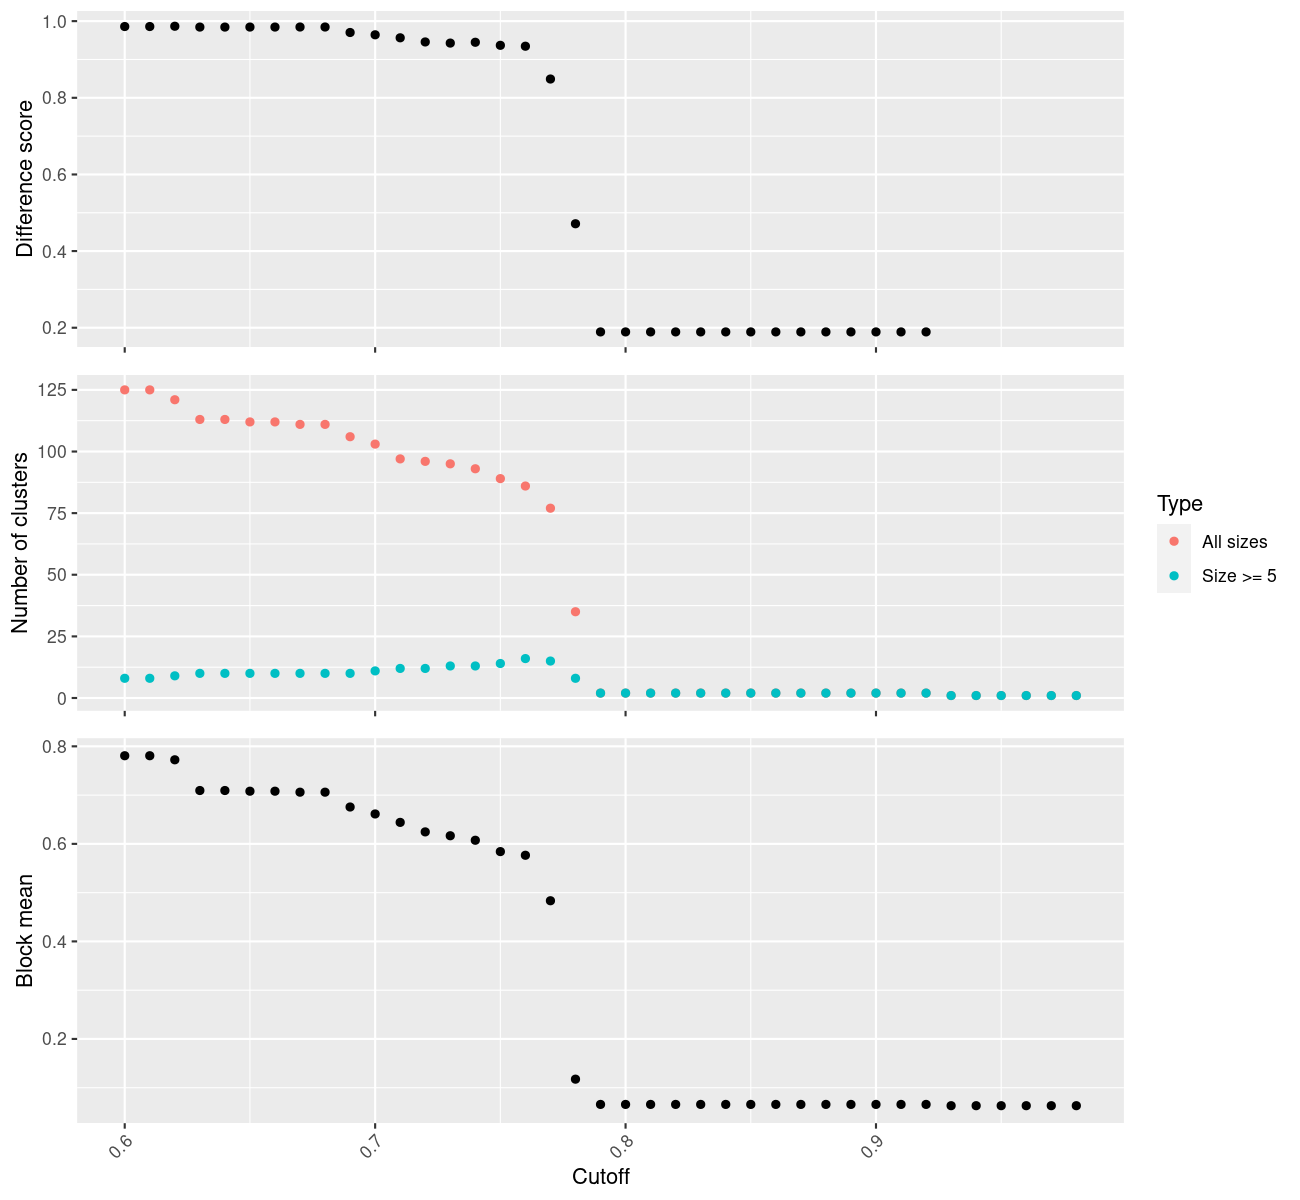 1.0
0.8
0.6
0.4
0.2
Difference score
125
100
75
50
25
0
Number of clusters
Type
All sizes
Size >= 5
0.8
0.6
0.4
0.2
Block mean
0.6
0.7
0.8
0.9
Cutoff